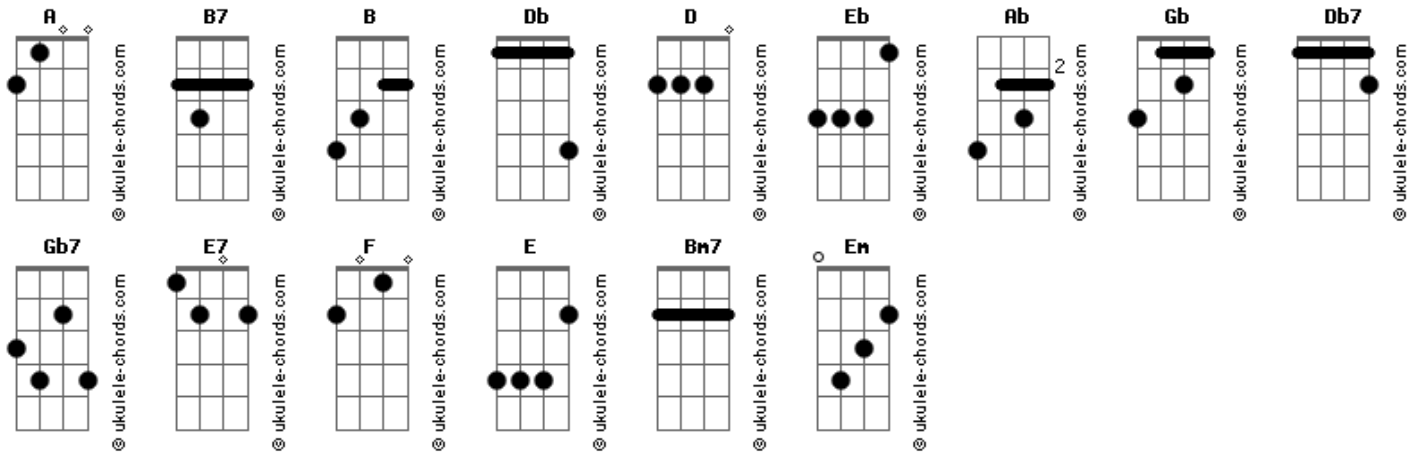 A B7 B Db D Eb Ab Gb Db7
2
© ukulele-chords.com © ukulele-chords.com © ukulele-chords.com © ukulele-chords.com © ukulele-chords.com © ukulele-chords.com © ukulele-chords.com © ukulele-chords.com © ukulele-chords.com
Gb7 E7 F E Bm7 Em
© ukulele-chords.com © ukulele-chords.com © ukulele-chords.com © ukulele-chords.com © ukulele-chords.com © ukulele-chords.com